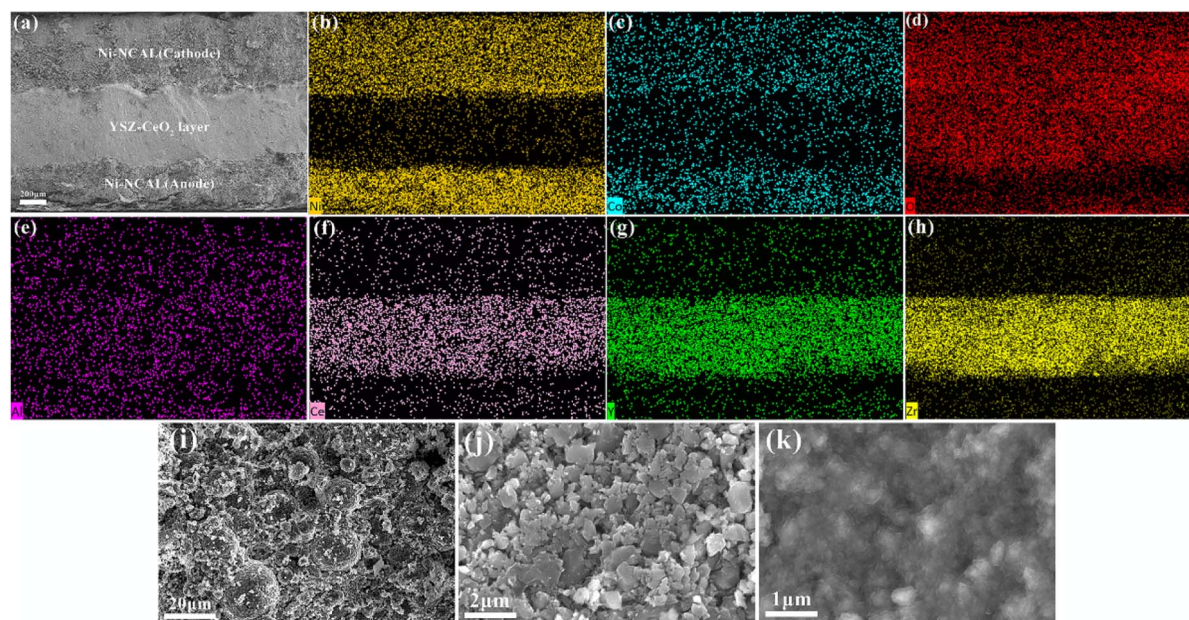 (a)
Ni-NCAL(Cathode)
YSZ-CeO₂ layer
Ni-NCAL(Anode)
200μm
(b)
Ni
(c)
Co
(d)
O
(e)
Al
(f)
Ce
(g)
Y
(h)
Zr
(i)
20μm
(j)
2μm
(k)
1μm